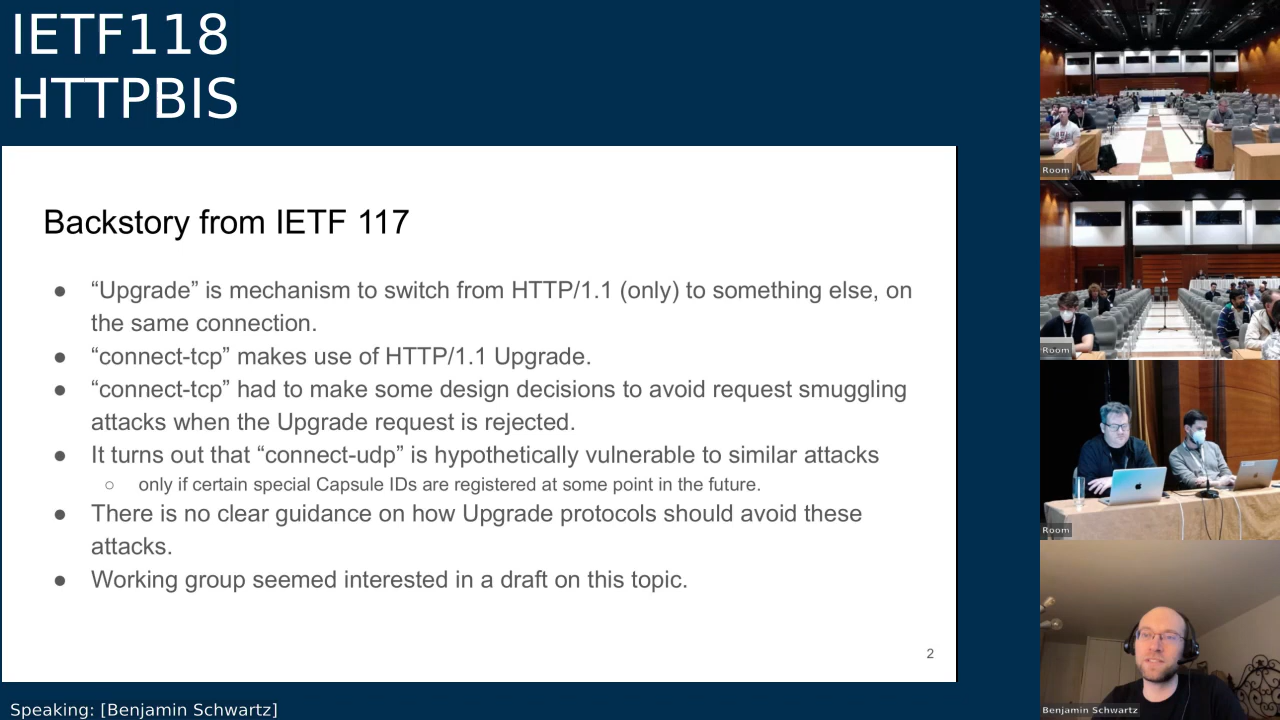 IETF118
HTTPBIS
Backstory from IETF 117
● “Upgrade” is mechanism to switch from HTTP/1.1 (only) to something else, on
the same connection.
● “connect-tcp” makes use of HTTP/1.1 Upgrade.
● “connect-tcp” had to make some design decisions to avoid request smuggling
attacks when the Upgrade request is rejected.
● It turns out that “connect-udp” is hypothetically vulnerable to similar attacks
○ only if certain special Capsule IDs are registered at some point in the future.
● There is no clear guidance on how Upgrade protocols should avoid these
attacks.
● Working group seemed interested in a draft on this topic.
2
Speaking: [Benjamin Schwartz]
Room
Room
Room
Benjamin Schwartz